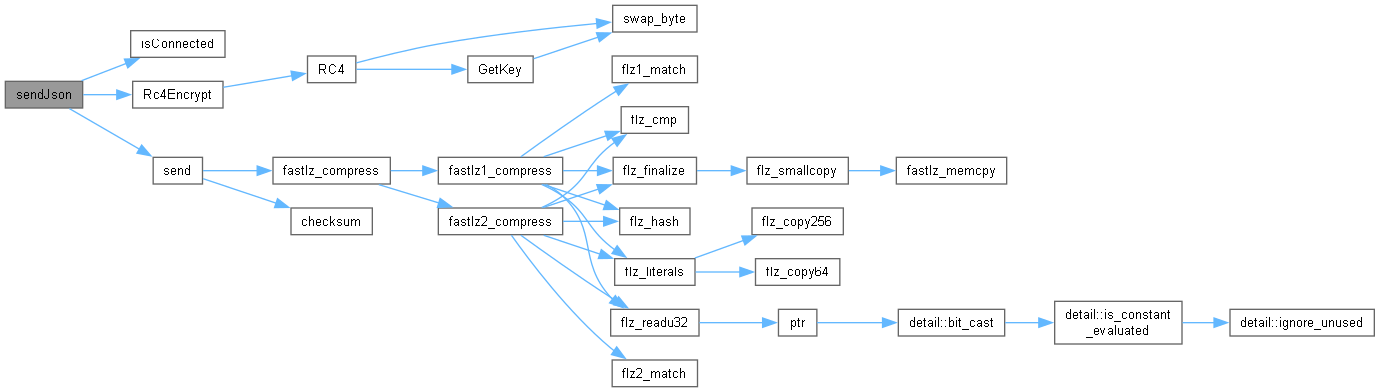 swap_byte
isConnected
RC4
GetKey
flz1_match
sendJson
Rc4Encrypt
flz_cmp
send
fastlz_compress
fastlz1_compress
flz_finalize
flz_smallcopy
fastlz_memcpy
checksum
fastlz2_compress
flz_hash
flz_copy256
flz_literals
flz_copy64
flz_readu32
ptr
detail::bit_cast
detail::is_constant
_evaluated
detail::ignore_unused
flz2_match